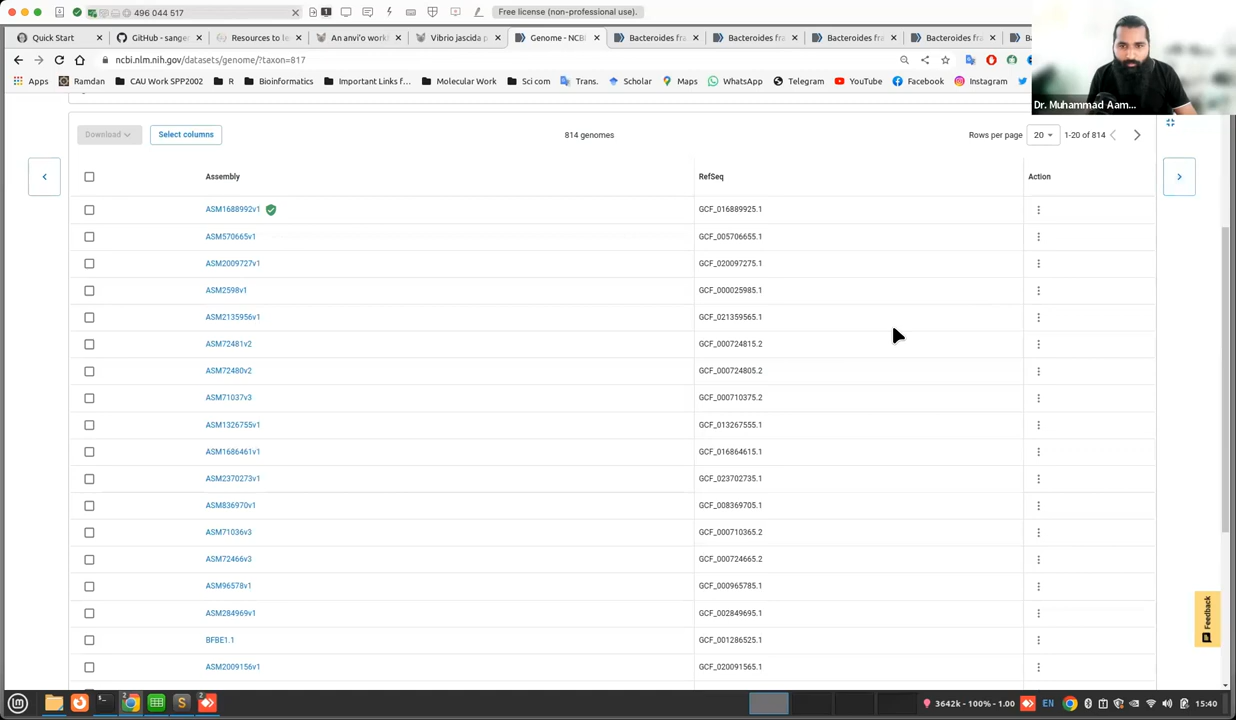 496 044 517
1
Free license (non-professional use).
Quick Start
GitHub - sange
Resources to le
An anvi'o workf
Vibrio jascida p
Genome - NCBI
Bacteroides fra
Bacteroides fra
Bacteroides fra
Bacteroides fra
Ba
ncbi.nlm.nih.gov/datasets/genome/?taxon=817
Apps
Ramdan
CAU Work SPP2002
R
Bioinformatics
Important Links f...
Molecular Work
Sci com
Trans.
Scholar
Maps
WhatsApp
Telegram
YouTube
Facebook
Instagram
Dr. Muhammad Aam...
Download
Select columns
814 genomes
Rows per page
20
1-20 of 814
Assembly
RefSeq
Action
ASM1688992v1
GCF_016889925.1
ASM570665v1
GCF_005706655.1
ASM2009727v1
GCF_020097275.1
ASM2598v1
GCF_000025985.1
ASM2135956v1
GCF_021359565.1
ASM72481v2
GCF_000724815.2
ASM72480v2
GCF_000724805.2
ASM71037v3
GCF_000710375.2
ASM1326755v1
GCF_013267555.1
ASM1686461v1
GCF_016864615.1
ASM2370273v1
GCF_023702735.1
ASM836970v1
GCF_008369705.1
ASM71036v3
GCF_000710365.2
ASM72466v3
GCF_000724665.2
ASM96578v1
GCF_000965785.1
ASM284969v1
GCF_002849695.1
BFBE1.1
GCF_001286525.1
ASM2009156v1
GCF_020091565.1
Feedback
2
2
3642k - 100% - 1.00
EN
15:40